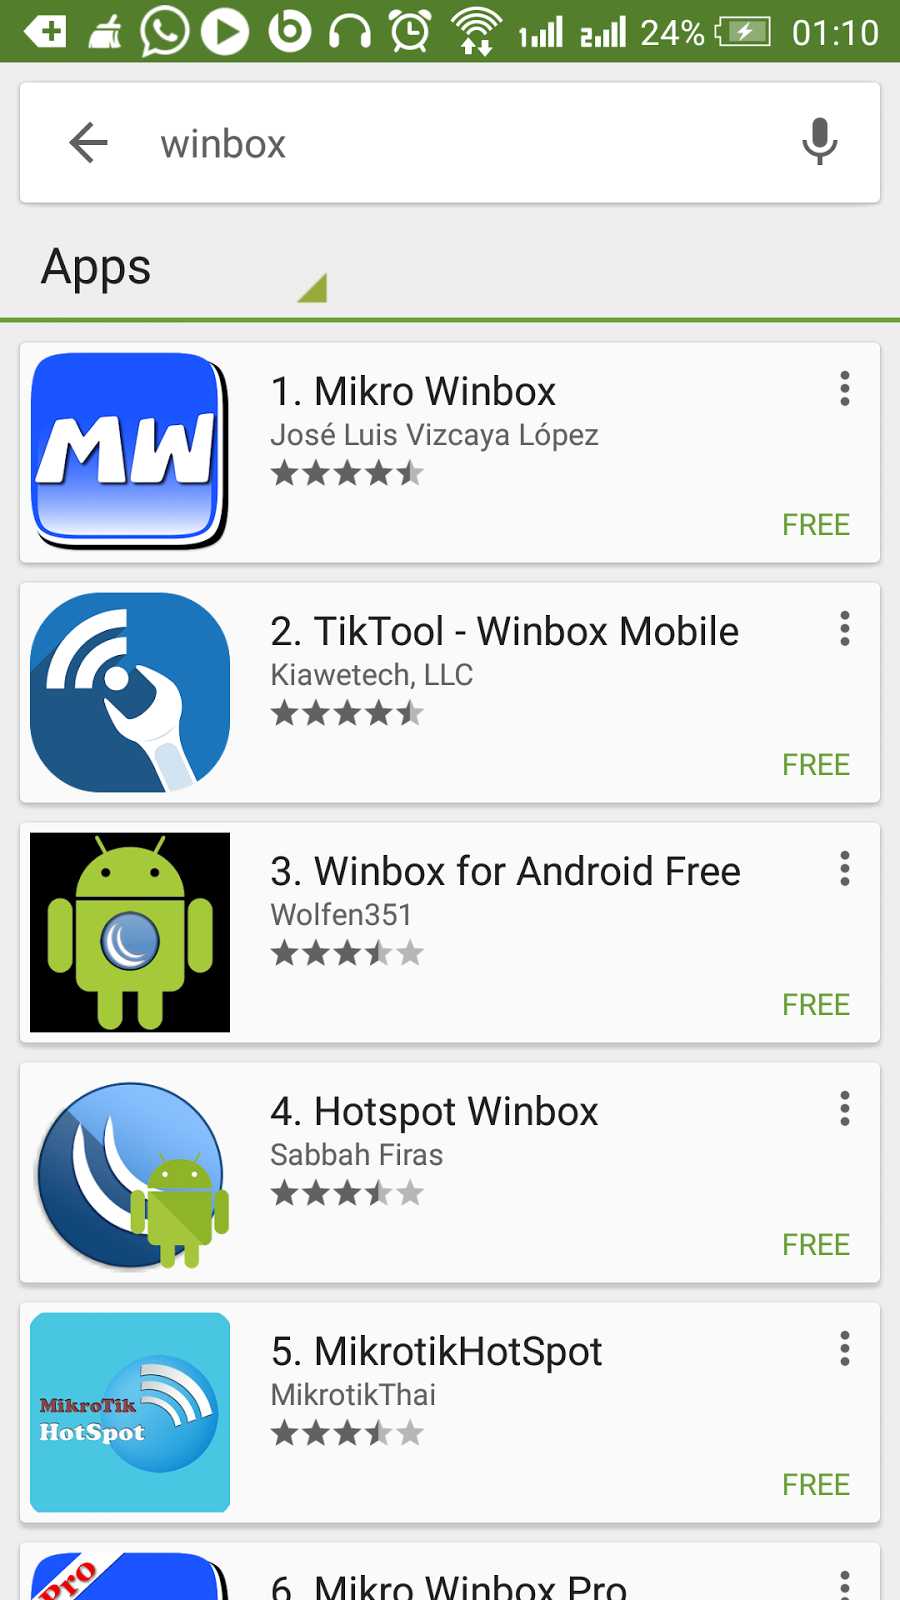 24% 01:10
winbox
Apps
MW
1. Mikro Winbox
José Luis Vizcaya López
FREE
2. TikTool - Winbox Mobile
Kiawetech, LLC
FREE
3. Winbox for Android Free
Wolfen351
FREE
4. Hotspot Winbox
Sabbah Firas
FREE
MikroTik
HotSpot
5. MikrotikHotSpot
MikrotikThai
FREE
Pro
6. Mikro Winbox Pro